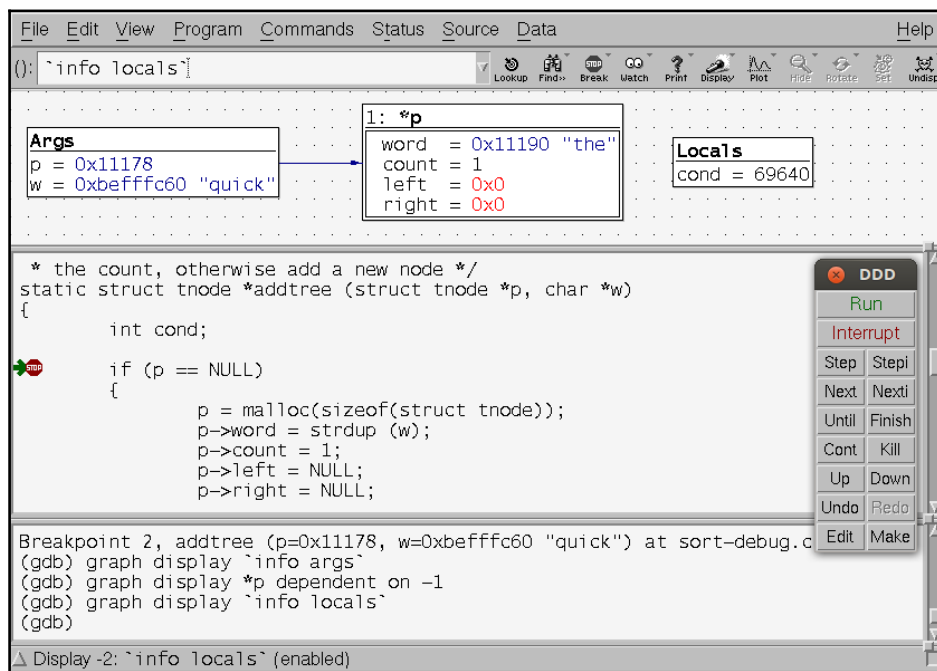 File Edit View Program Commands Status Source Data Help
(): `info locals`
Lookup Find» Break Watch Print Display Plot Hide Rotate Set Undisp
Args
p = 0x11178
w = 0xbefffc60 "quick"
1: *p
word = 0x11190 "the"
count = 1
left = 0x0
right = 0x0
Locals
cond = 69640
* the count, otherwise add a new node */
static struct tnode *addtree (struct tnode *p, char *w)
{
int cond;
STOP
if (p == NULL)
{
p = malloc(sizeof(struct tnode));
p->word = strdup (w);
p->count = 1;
p->left = NULL;
p->right = NULL;
DDD
Run
Interrupt
Step Stepi
Next Nexti
Until Finish
Cont Kill
Up Down
Undo Redo
Edit Make
Breakpoint 2, addtree (p=0x11178, w=0xbefffc60 "quick") at sort-debug.c
(gdb) graph display `info args`
(gdb) graph display *p dependent on -1
(gdb) graph display `info locals`
(gdb)
Display -2: `info locals` (enabled)